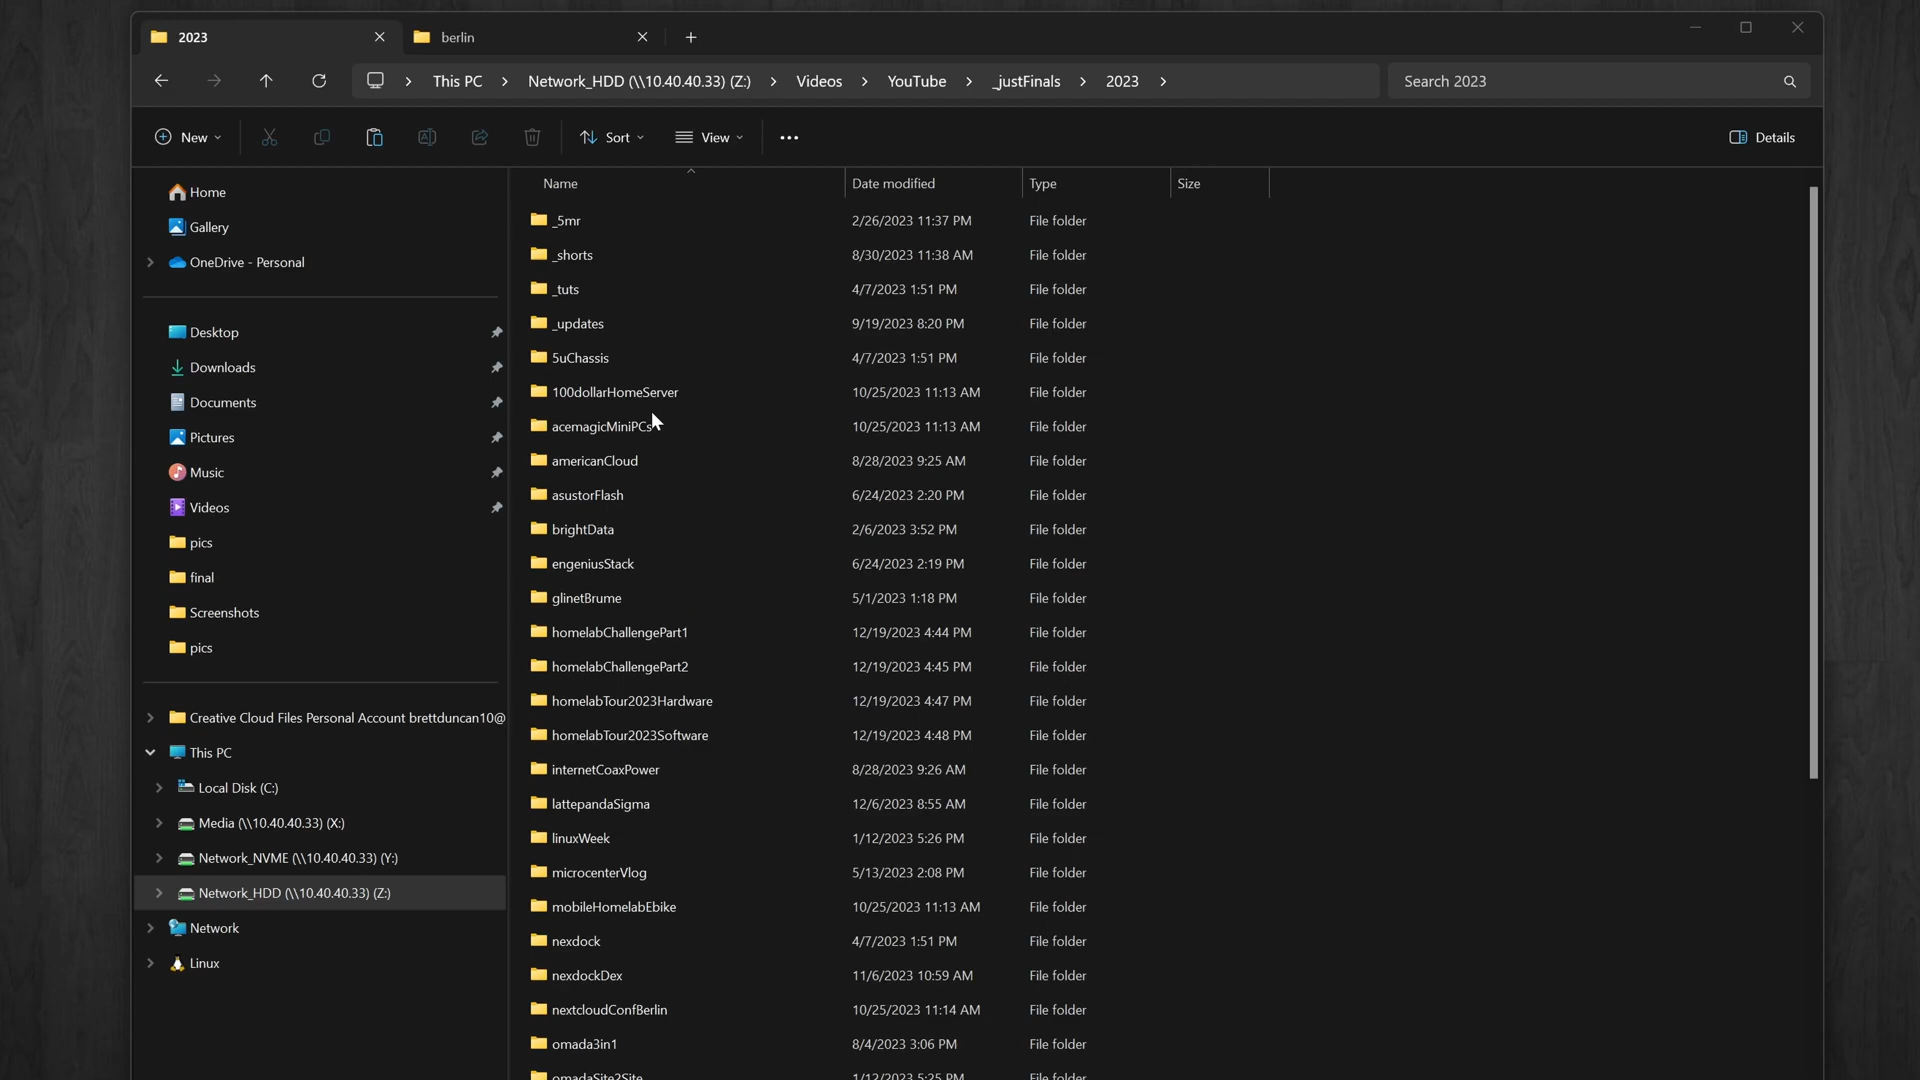 2023
berlin
This PC > Network_HDD (\\10.40.40.33) (Z:) > Videos > YouTube > _justFinals > 2023 >
Search 2023
New
Sort
View
Details
Home
Gallery
OneDrive - Personal
Desktop
Downloads
Documents
Pictures
Music
Videos
pics
final
Screenshots
pics
Creative Cloud Files Personal Account brettduncan10@
This PC
Local Disk (C:)
Media (\\10.40.40.33) (X:)
Network_NVME (\\10.40.40.33) (Y:)
Network_HDD (\\10.40.40.33) (Z:)
Network
Linux
Name Date modified Type Size
_5mr 2/26/2023 11:37 PM File folder
_shorts 8/30/2023 11:38 AM File folder
_tuts 4/7/2023 1:51 PM File folder
_updates 9/19/2023 8:20 PM File folder
5uChassis 4/7/2023 1:51 PM File folder
100dollarHomeServer 10/25/2023 11:13 AM File folder
acemagicMiniPCs 10/25/2023 11:13 AM File folder
americanCloud 8/28/2023 9:25 AM File folder
asustorFlash 6/24/2023 2:20 PM File folder
brightData 2/6/2023 3:52 PM File folder
engeniusStack 6/24/2023 2:19 PM File folder
glinetBrume 5/1/2023 1:18 PM File folder
homelabChallengePart1 12/19/2023 4:44 PM File folder
homelabChallengePart2 12/19/2023 4:45 PM File folder
homelabTour2023Hardware 12/19/2023 4:47 PM File folder
homelabTour2023Software 12/19/2023 4:48 PM File folder
internetCoaxPower 8/28/2023 9:26 AM File folder
lattepandaSigma 12/6/2023 8:55 AM File folder
linuxWeek 1/12/2023 5:26 PM File folder
microcenterVlog 5/13/2023 2:08 PM File folder
mobileHomelabEbike 10/25/2023 11:13 AM File folder
nexdock 4/7/2023 1:51 PM File folder
nexdockDex 11/6/2023 10:59 AM File folder
nextcloudConfBerlin 10/25/2023 11:14 AM File folder
omada3in1 8/4/2023 3:06 PM File folder
omadaSite2Site 1/12/2023 5:25 PM File folder